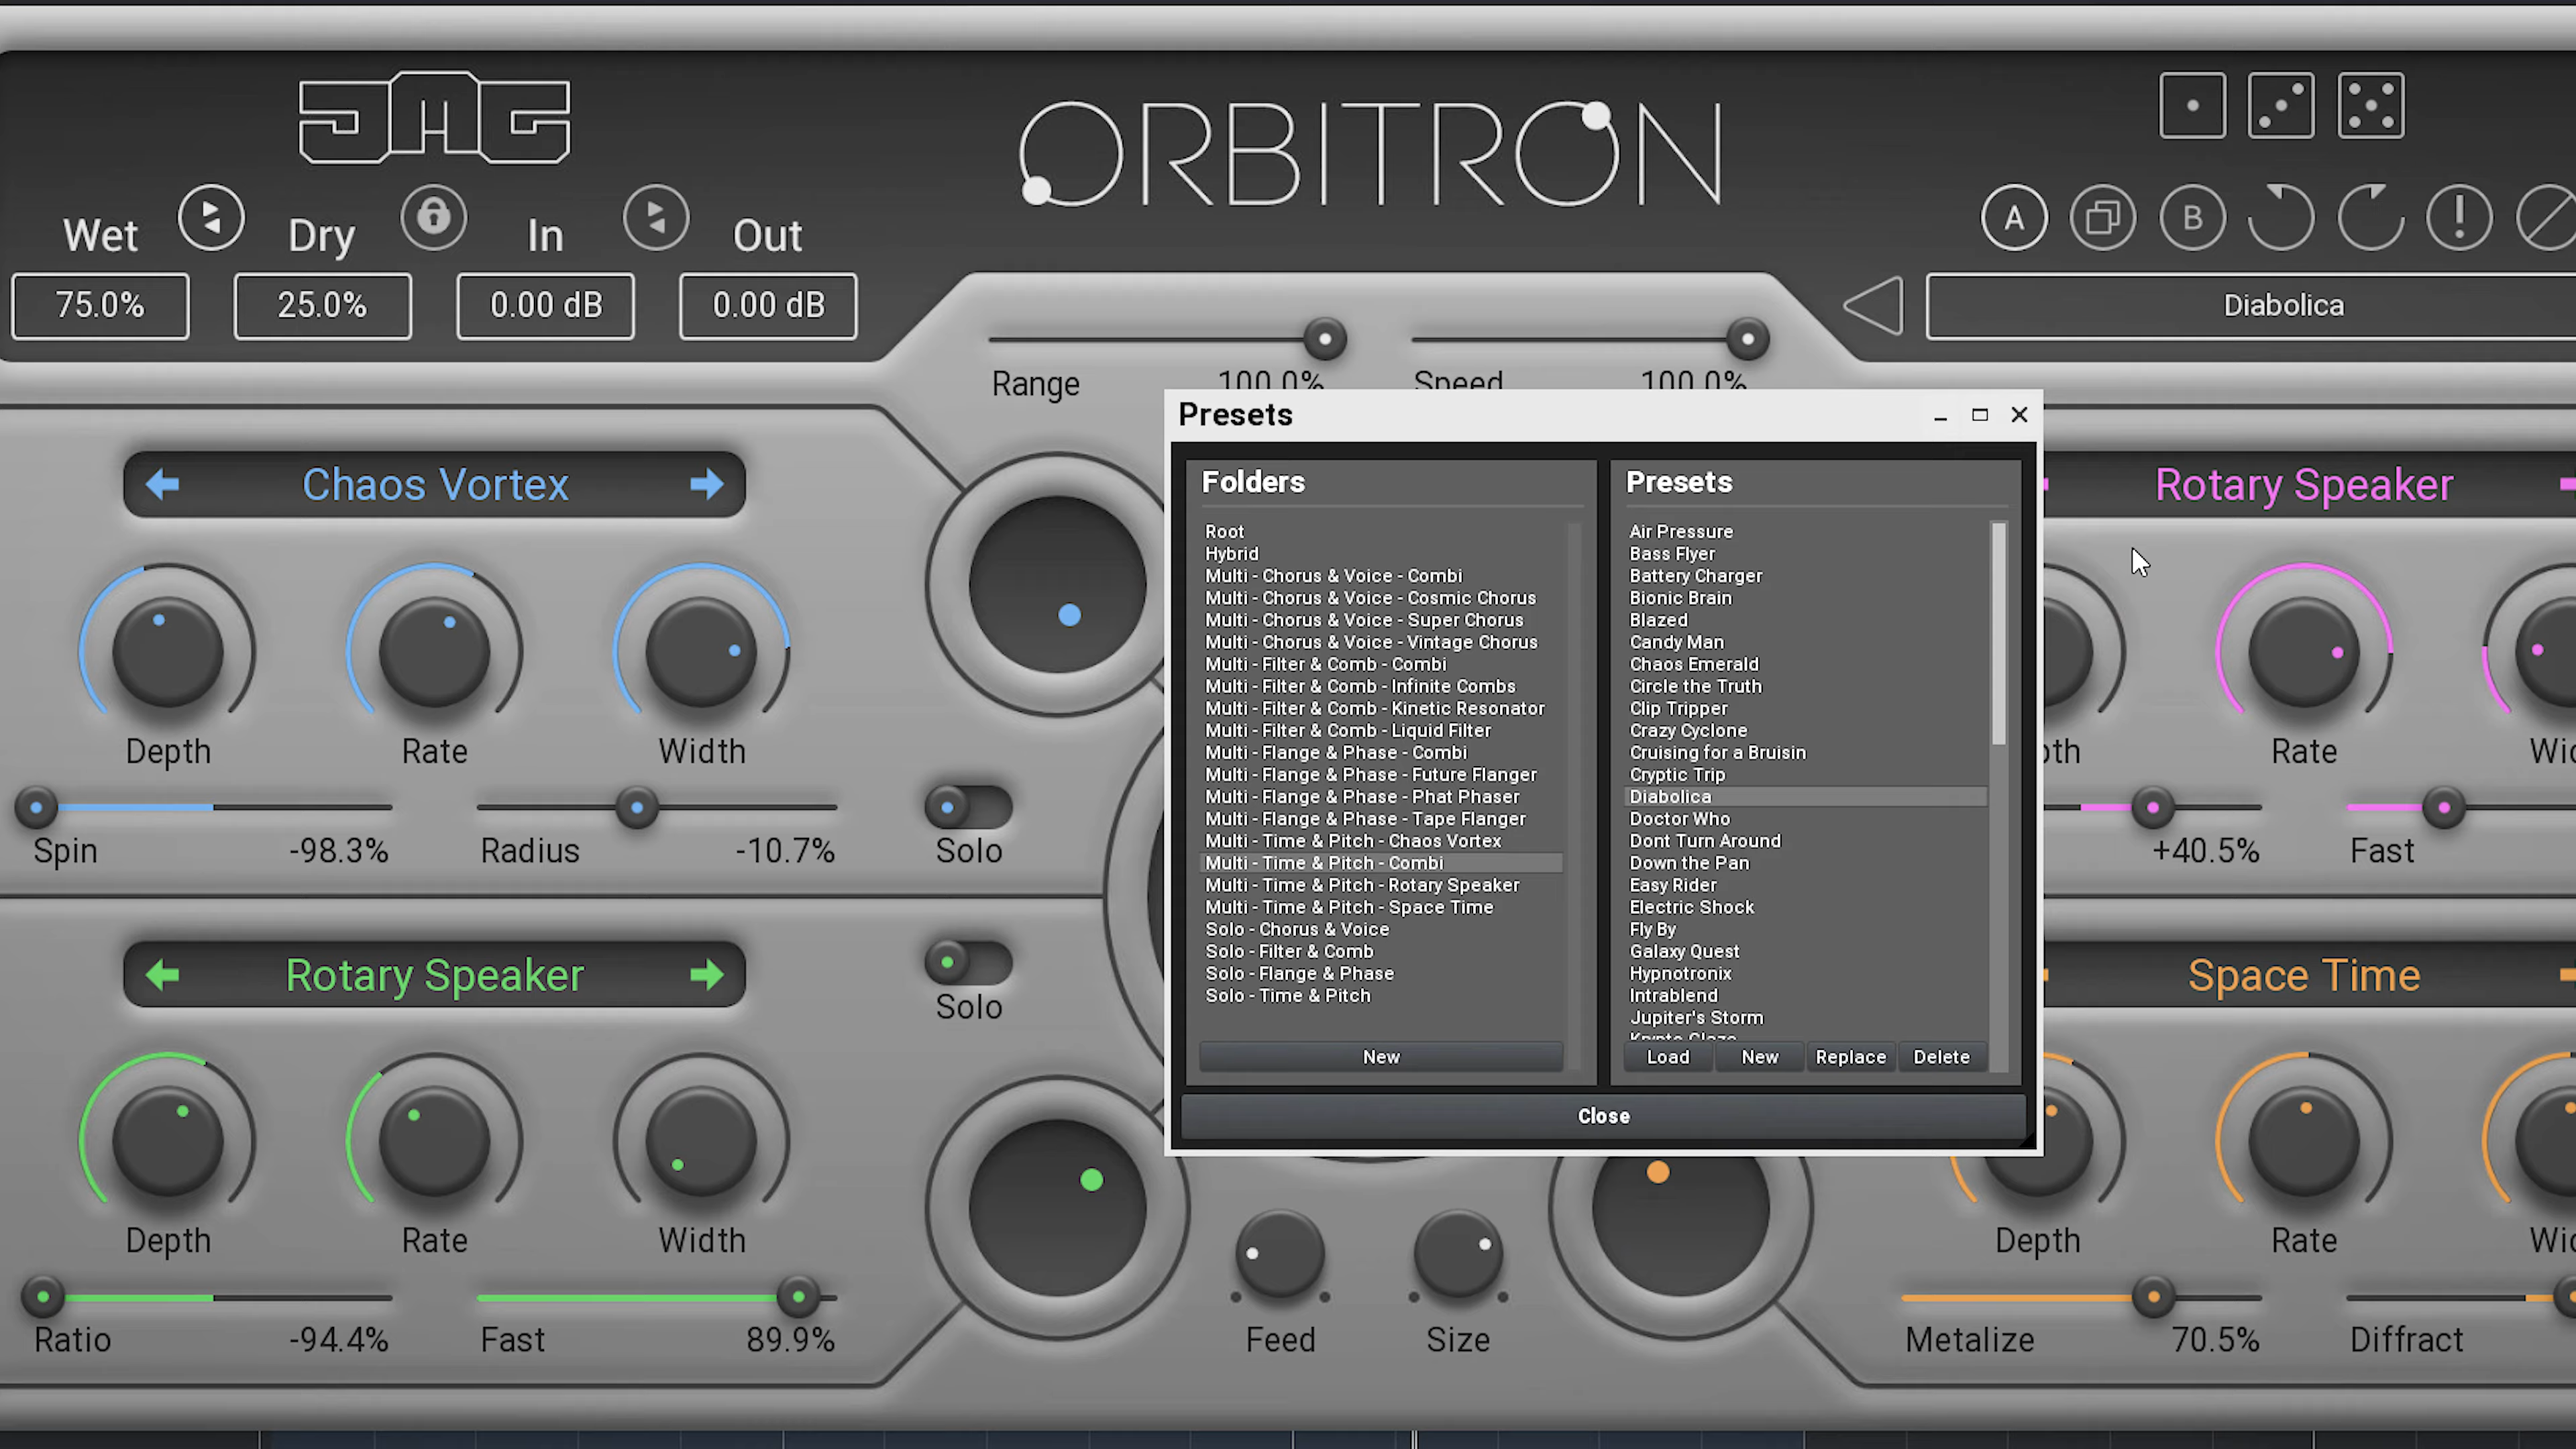 JMG
ORBITRON
Wet
Dry
In
Out
75.0%
25.0%
0.00 dB
0.00 dB
A
B
Diabolica
Range
100.0%
Speed
100.0%
Chaos Vortex
Depth
Rate
Width
Spin
-98.3%
Radius
-10.7%
Solo
Rotary Speaker
Rate
+40.5%
Fast
Presets
Folders
Root
Hybrid
Multi - Chorus & Voice - Combi
Multi - Chorus & Voice - Cosmic Chorus
Multi - Chorus & Voice - Super Chorus
Multi - Chorus & Voice - Vintage Chorus
Multi - Filter & Comb - Combi
Multi - Filter & Comb - Infinite Combs
Multi - Filter & Comb - Kinetic Resonator
Multi - Filter & Comb - Liquid Filter
Multi - Flange & Phase - Combi
Multi - Flange & Phase - Future Flanger
Multi - Flange & Phase - Phat Phaser
Multi - Flange & Phase - Tape Flanger
Multi - Time & Pitch - Chaos Vortex
Multi - Time & Pitch - Combi
Multi - Time & Pitch - Rotary Speaker
Multi - Time & Pitch - Space Time
Solo - Chorus & Voice
Solo - Filter & Comb
Solo - Flange & Phase
Solo - Time & Pitch
New
Presets
Air Pressure
Bass Flyer
Battery Charger
Bionic Brain
Blazed
Candy Man
Chaos Emerald
Circle the Truth
Clip Tripper
Crazy Cyclone
Cruising for a Bruisin
Cryptic Trip
Diabolica
Doctor Who
Dont Turn Around
Down the Pan
Easy Rider
Electric Shock
Fly By
Galaxy Quest
Hypnotronix
Intrablend
Jupiter's Storm
Load
New
Replace
Delete
Close
Rotary Speaker
Solo
Depth
Rate
Width
Ratio
-94.4%
Fast
89.9%
Feed
Size
Space Time
Depth
Rate
Metalize
70.5%
Diffract